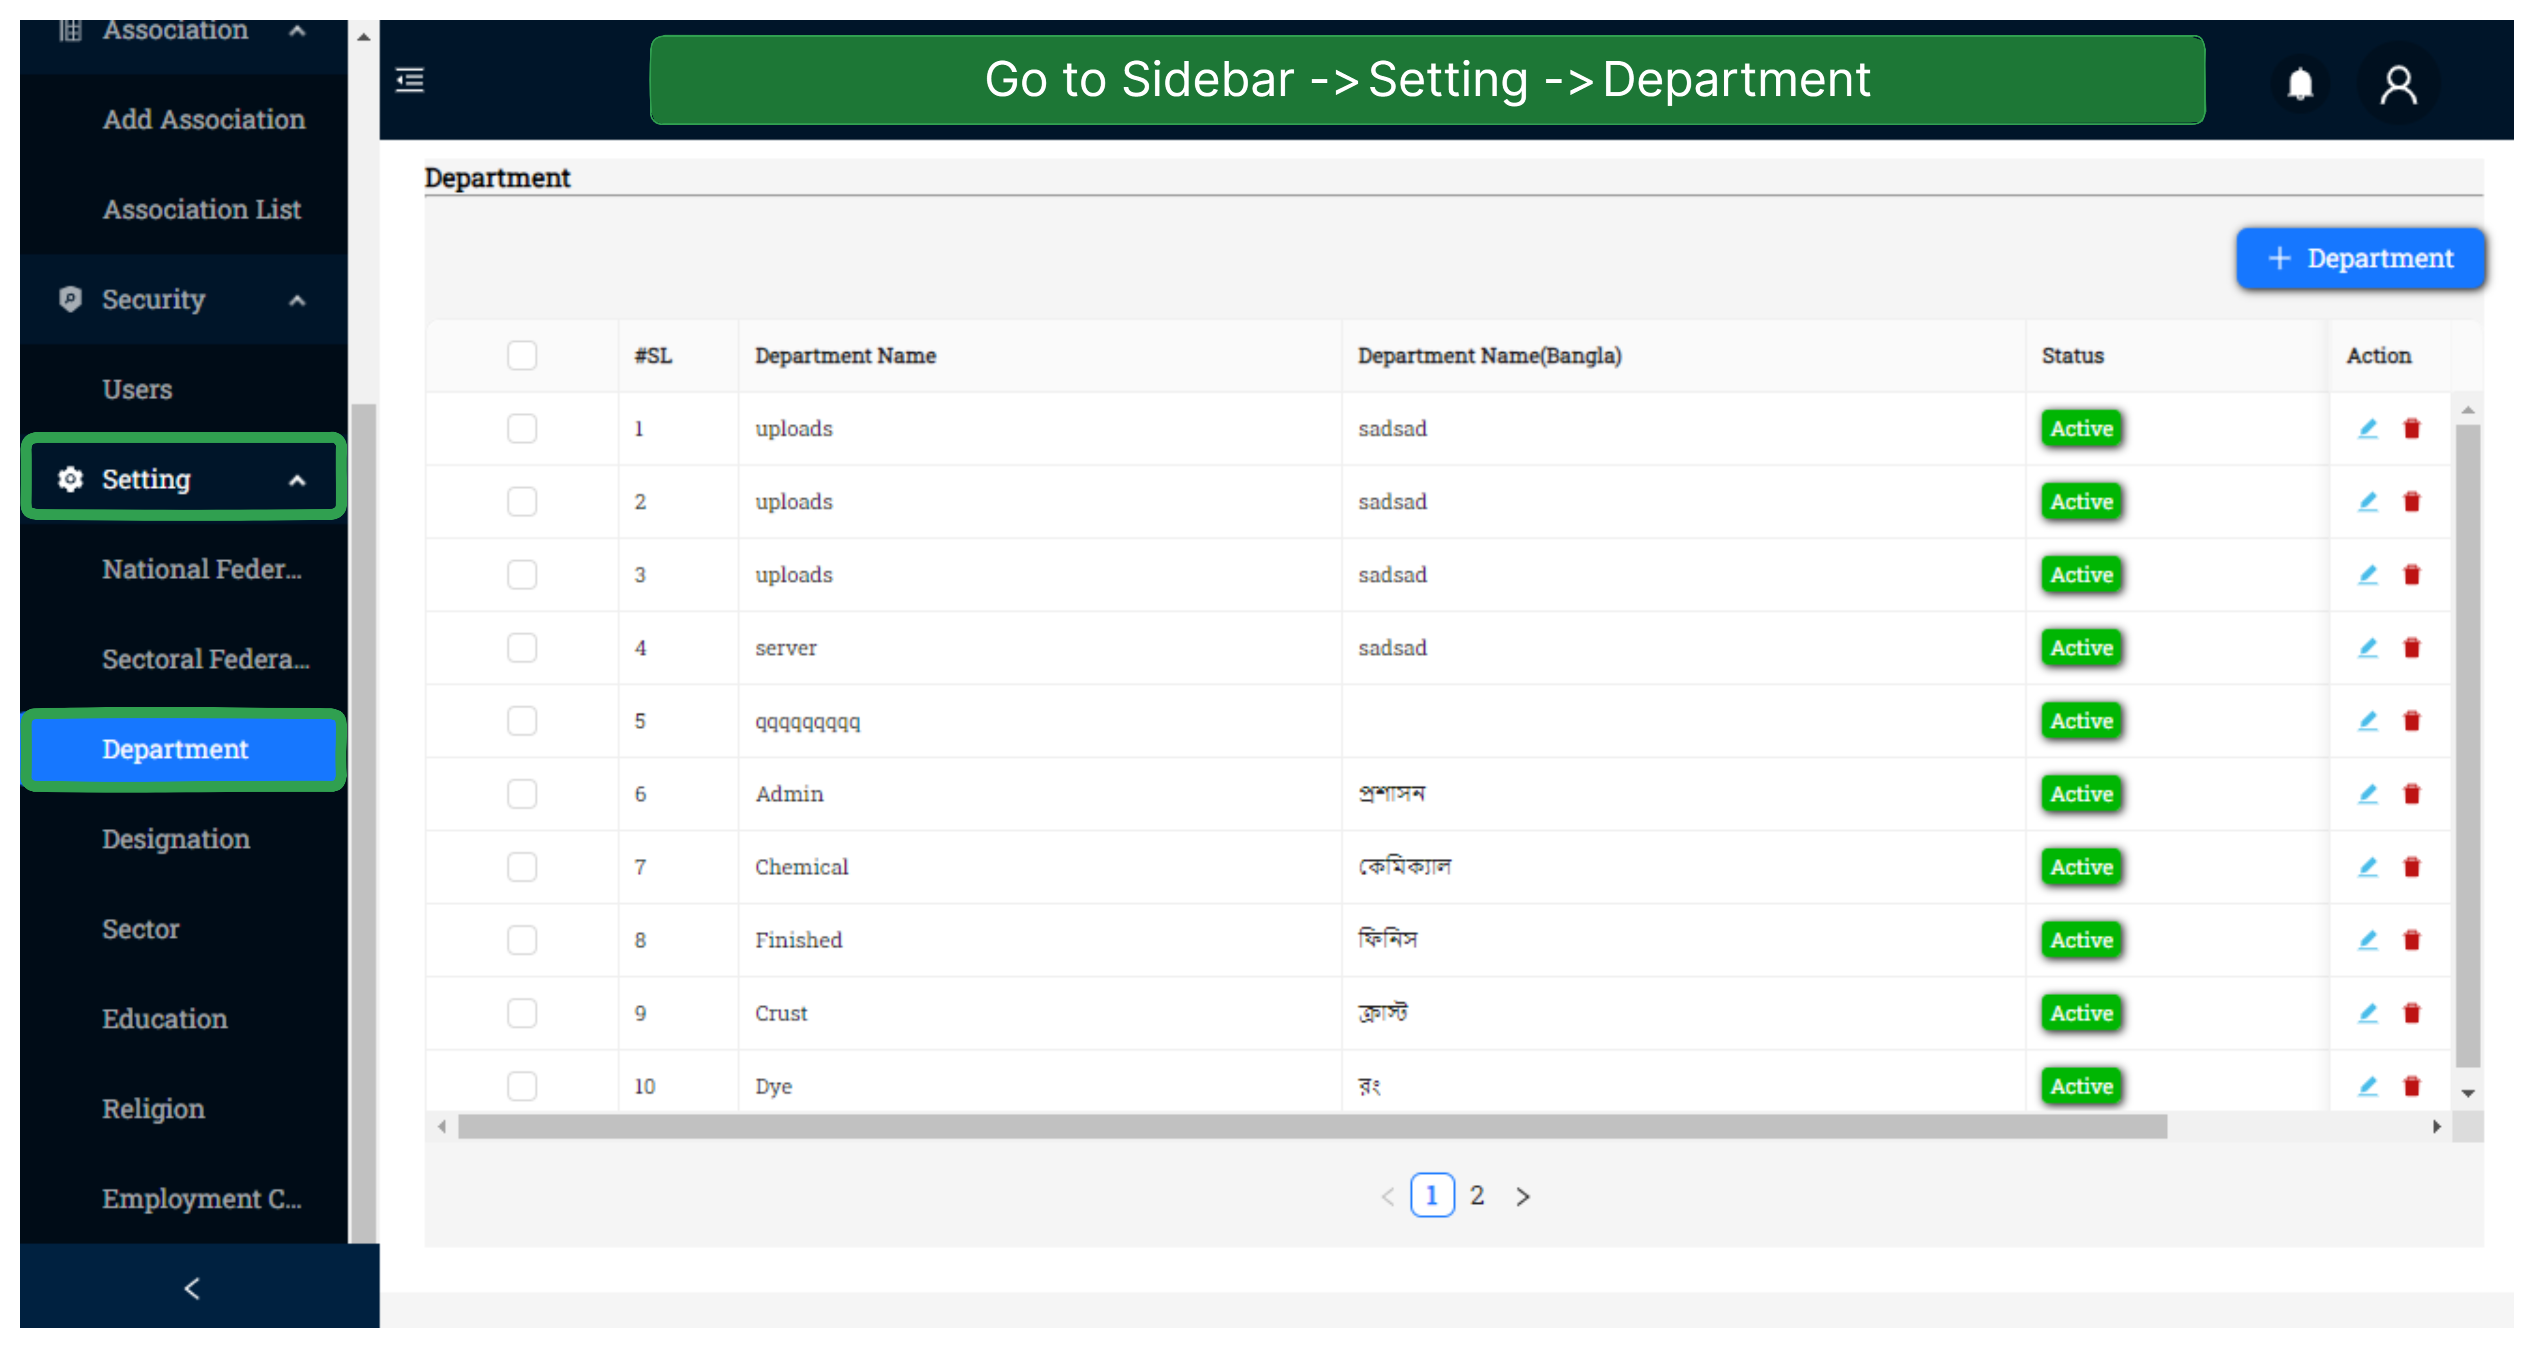 Association
Add Association
Association List
Security
Users
Setting
National Feder...
Sectoral Federa...
Department
Designation
Sector
Education
Religion
Employment C...
Go to Sidebar ->Setting ->Department
Department
+ Department
#SL Department Name Department Name(Bangla) Status Action
1 uploads sadsad Active
2 uploads sadsad Active
3 uploads sadsad Active
4 server sadsad Active
5 qqqqqqqqq Active
6 Admin প্রশাসন Active
7 Chemical কেমিক্যাল Active
8 Finished ফিনিস Active
9 Crust ক্রাস্ট Active
10 Dye রং Active
< 1 2 >